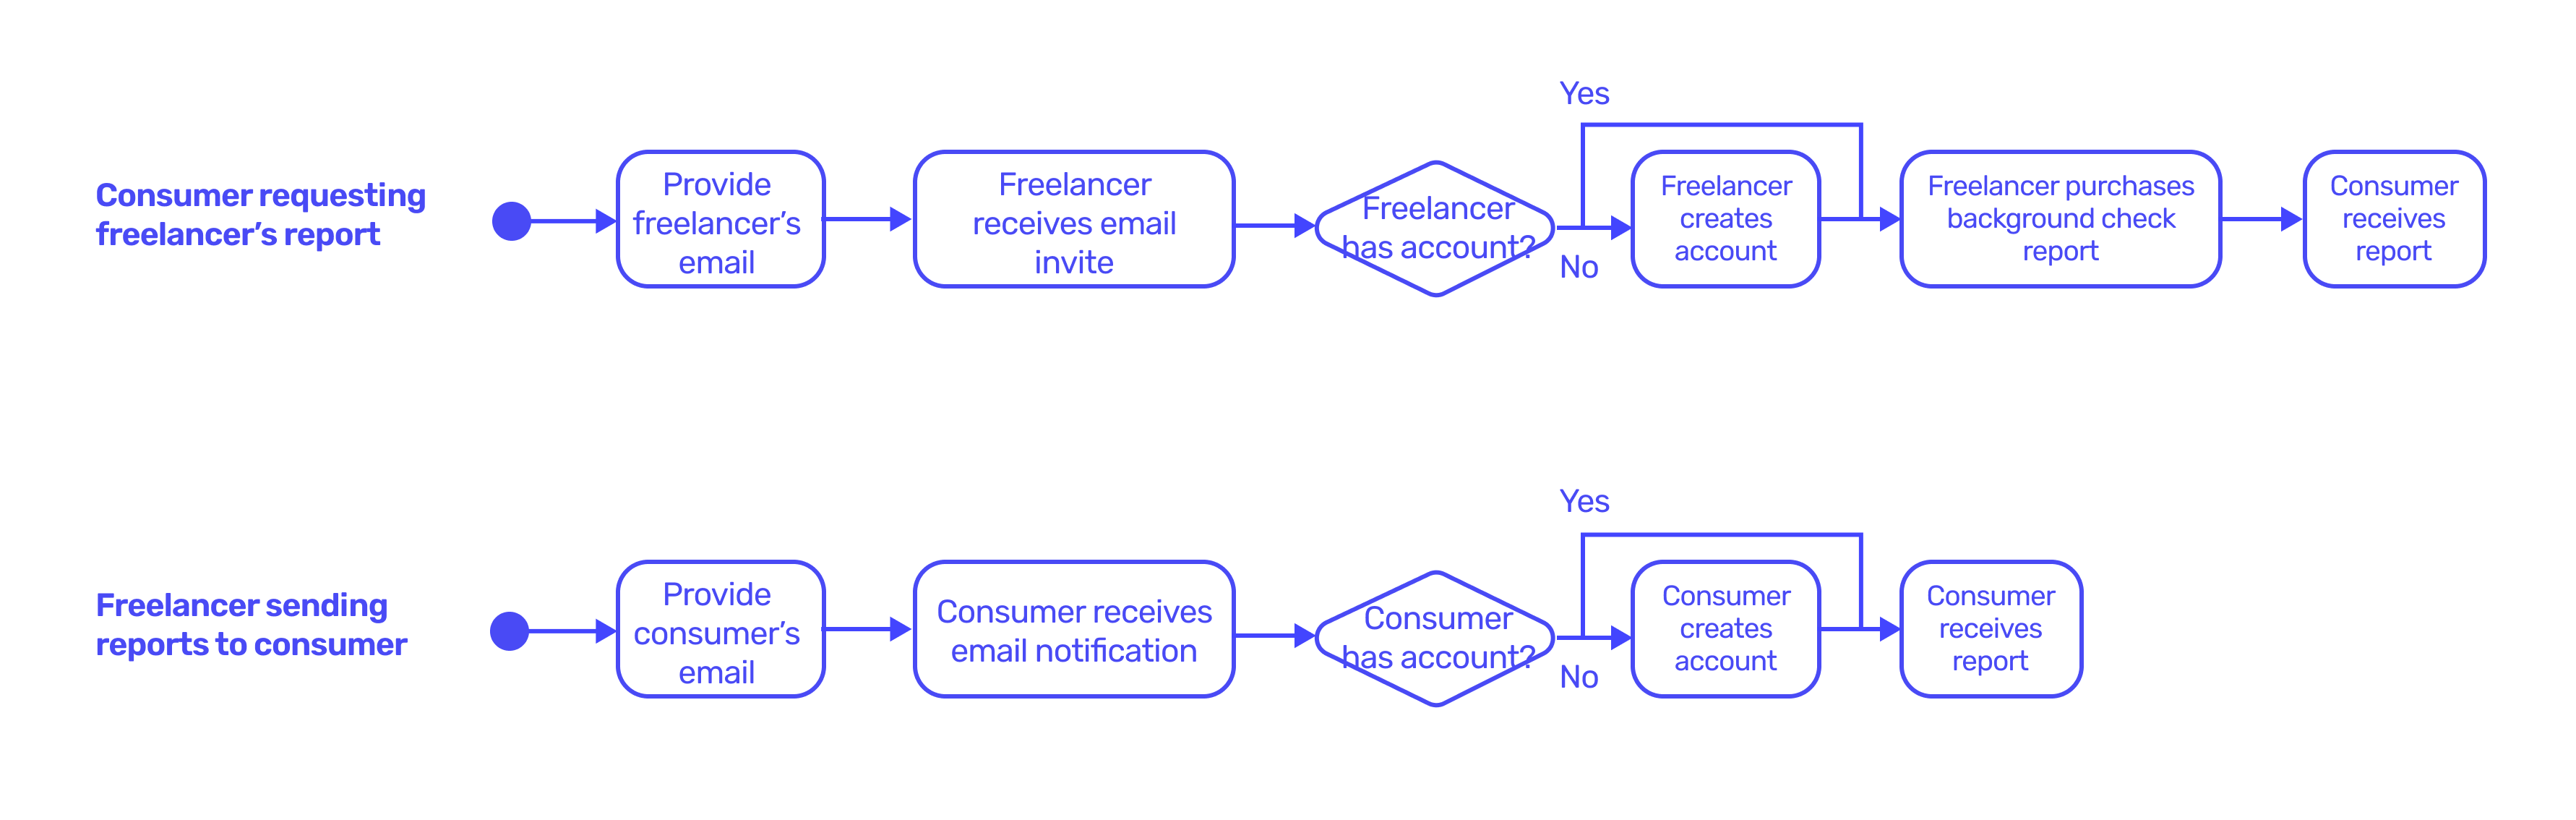 Consumer requesting
freelancer’s report
Provide
freelancer’s
email
Freelancer
receives email
invite
Freelancer
has account?
Yes
No
Freelancer
creates
account
Freelancer purchases
background check
report
Consumer
receives
report
Freelancer sending
reports to consumer
Provide
consumer’s
email
Consumer receives
email notification
Consumer
has account?
Yes
No
Consumer
creates
account
Consumer
receives
report